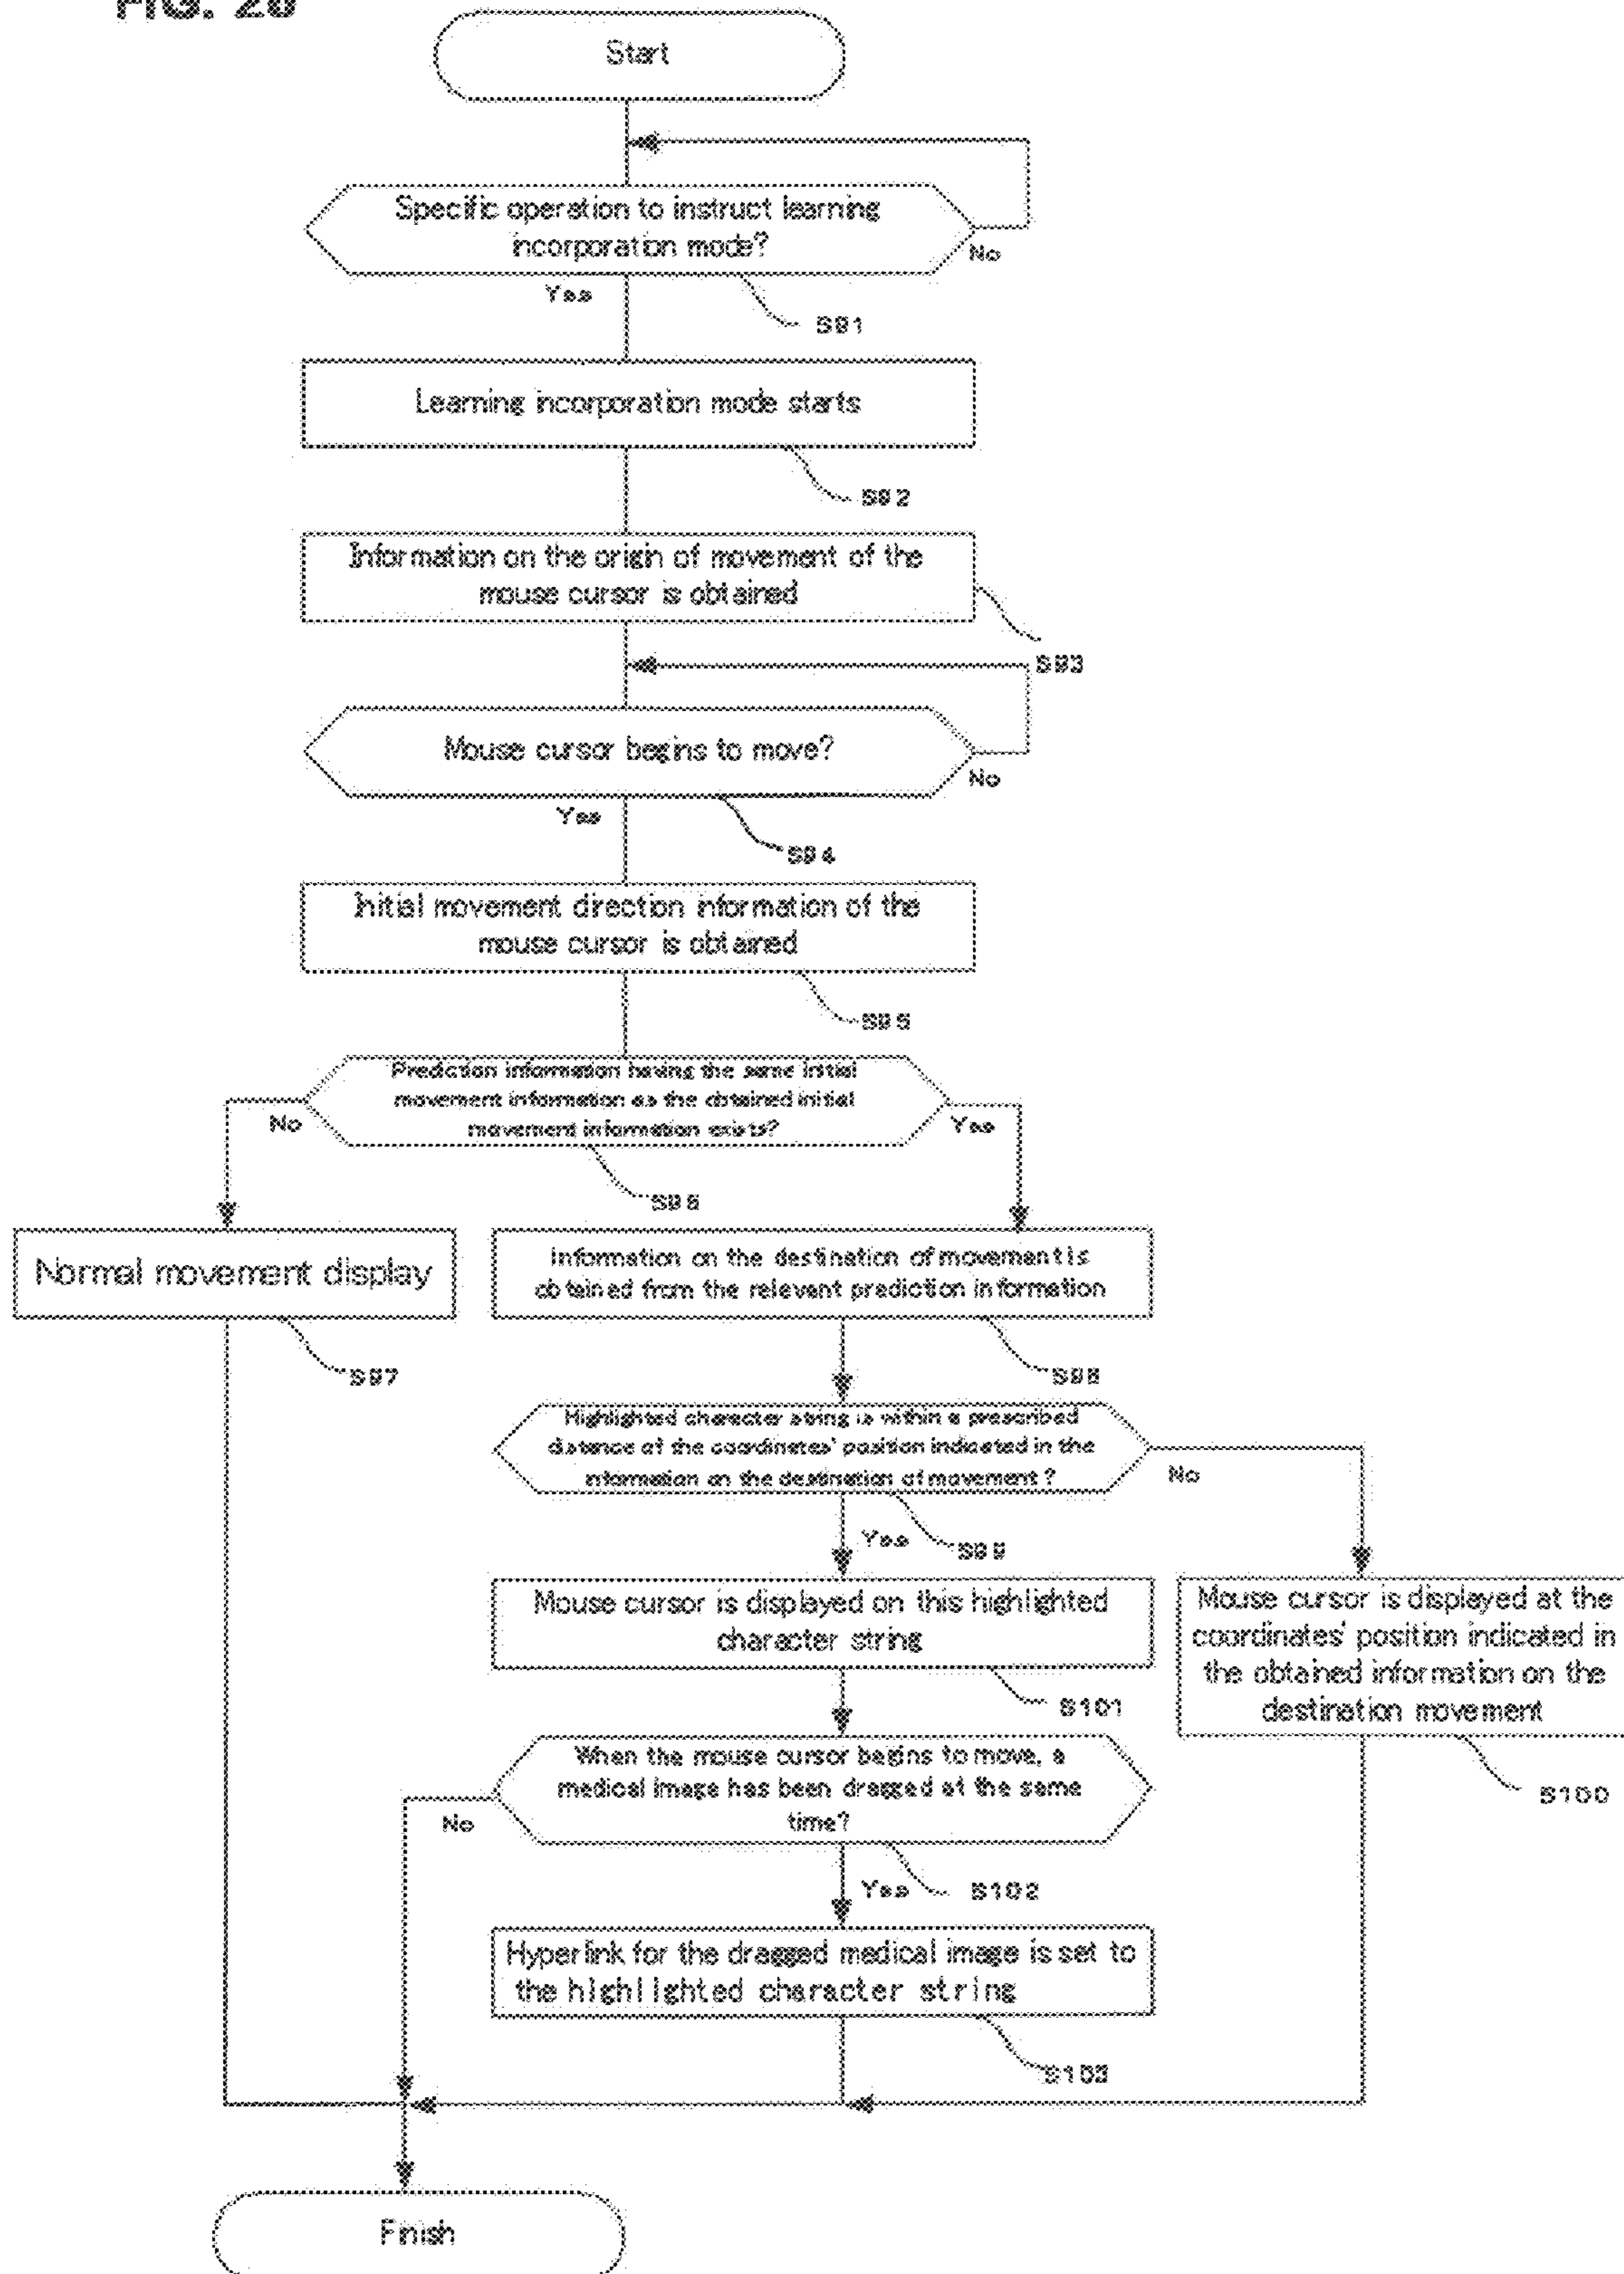 Start
Specific operation to instruct learning
incorporation mode?
No
Yes
S91
Learning incorporation mode starts
S92
Information on the origin of movement of the
mouse cursor is obtained
S93
Mouse cursor begins to move?
No
Yes
S94
Initial movement direction information of the
mouse cursor is obtained
S95
Prediction information having the same initial
movement information as the obtained initial
movement information exists?
No
Yes
S96
Normal movement display
Information on the destination of movement is
obtained from the relevant prediction information
S97
S98
Highlighted character string is within a prescribed
distance of the coordinates' position indicated in the
information on the destination of movement?
No
Yes
S99
Mouse cursor is displayed on this highlighted
character string
Mouse cursor is displayed at the
coordinates' position indicated in
the obtained information on the
destination movement
S101
S100
When the mouse cursor begins to move, a
medical image has been dragged at the same
time?
No
Yes
S102
Hyperlink for the dragged medical image is set to
the highlighted character string
S103
Finish